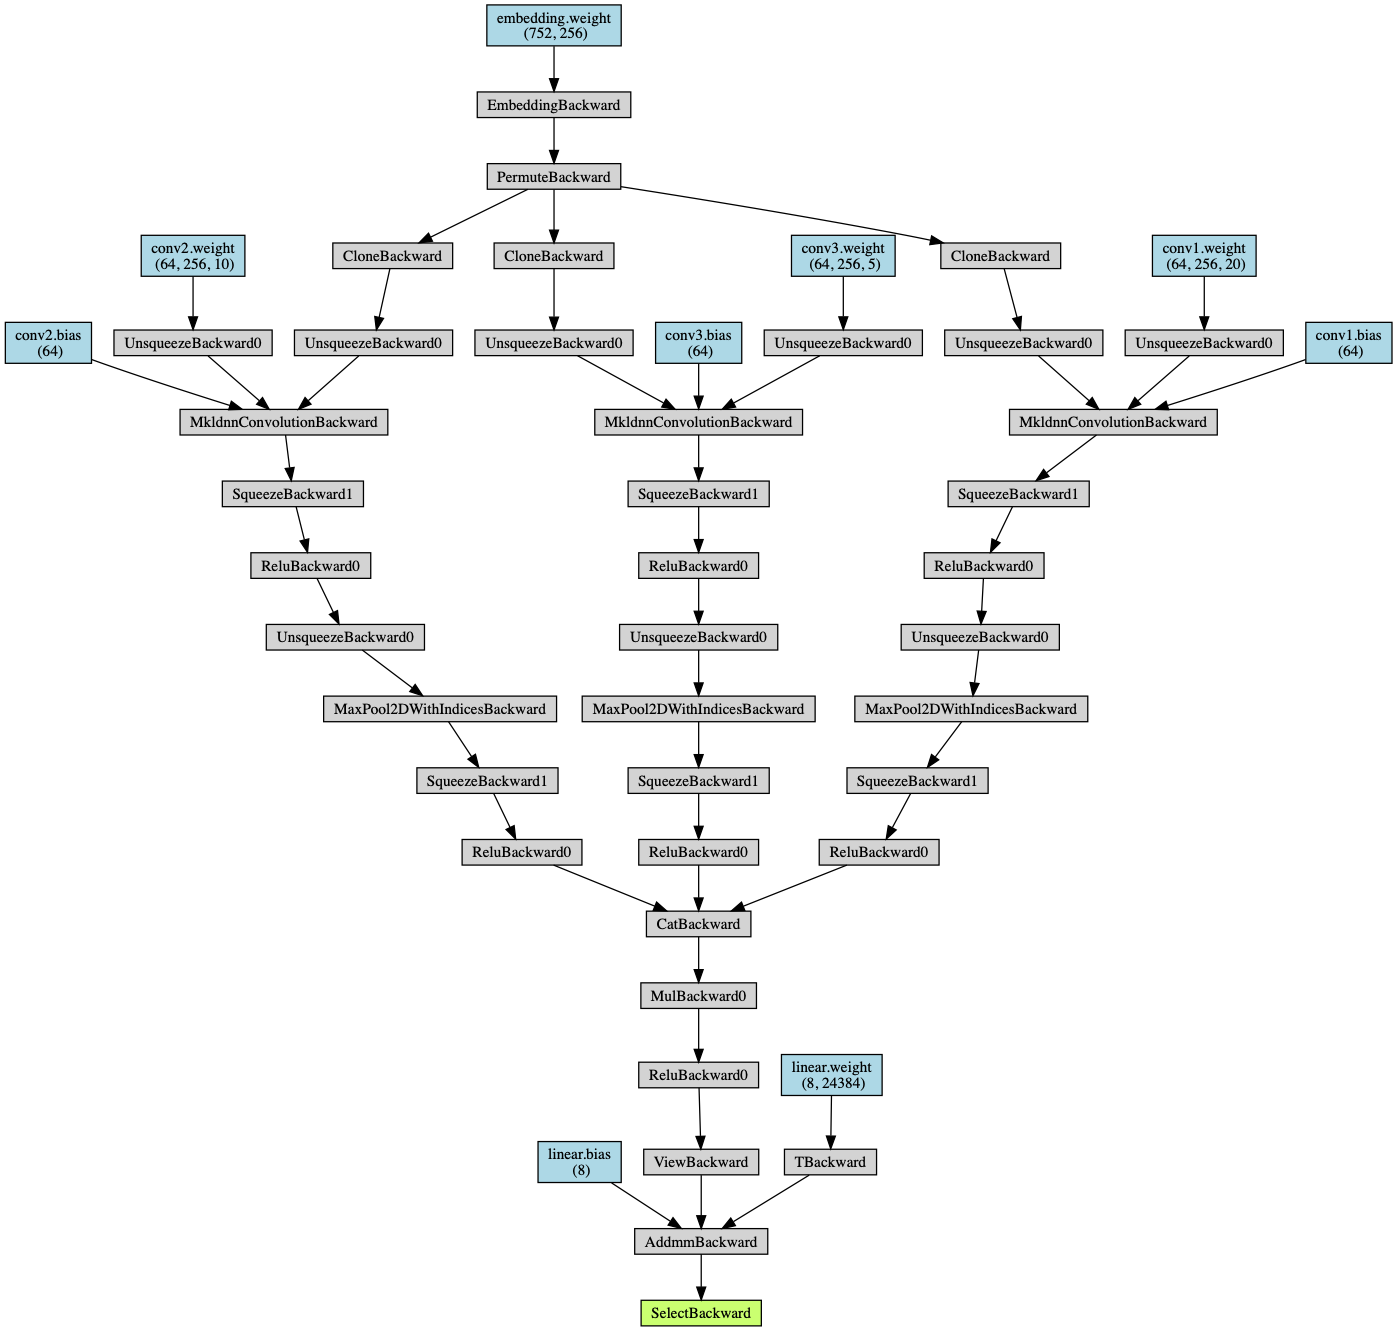 embedding.weight
(752, 256)
EmbeddingBackward
PermuteBackward
conv2.weight
(64, 256, 10)
CloneBackward
CloneBackward
conv3.weight
(64, 256, 5)
CloneBackward
conv1.weight
(64, 256, 20)
conv2.bias
(64)
UnsqueezeBackward0
UnsqueezeBackward0
UnsqueezeBackward0
conv3.bias
(64)
UnsqueezeBackward0
UnsqueezeBackward0
UnsqueezeBackward0
conv1.bias
(64)
MkldnnConvolutionBackward
MkldnnConvolutionBackward
MkldnnConvolutionBackward
SqueezeBackward1
SqueezeBackward1
SqueezeBackward1
ReluBackward0
ReluBackward0
ReluBackward0
UnsqueezeBackward0
UnsqueezeBackward0
UnsqueezeBackward0
MaxPool2DWithIndicesBackward
MaxPool2DWithIndicesBackward
MaxPool2DWithIndicesBackward
SqueezeBackward1
SqueezeBackward1
SqueezeBackward1
ReluBackward0
ReluBackward0
ReluBackward0
CatBackward
MulBackward0
ReluBackward0
linear.weight
(8, 24384)
linear.bias
(8)
ViewBackward
TBackward
AddmmBackward
SelectBackward